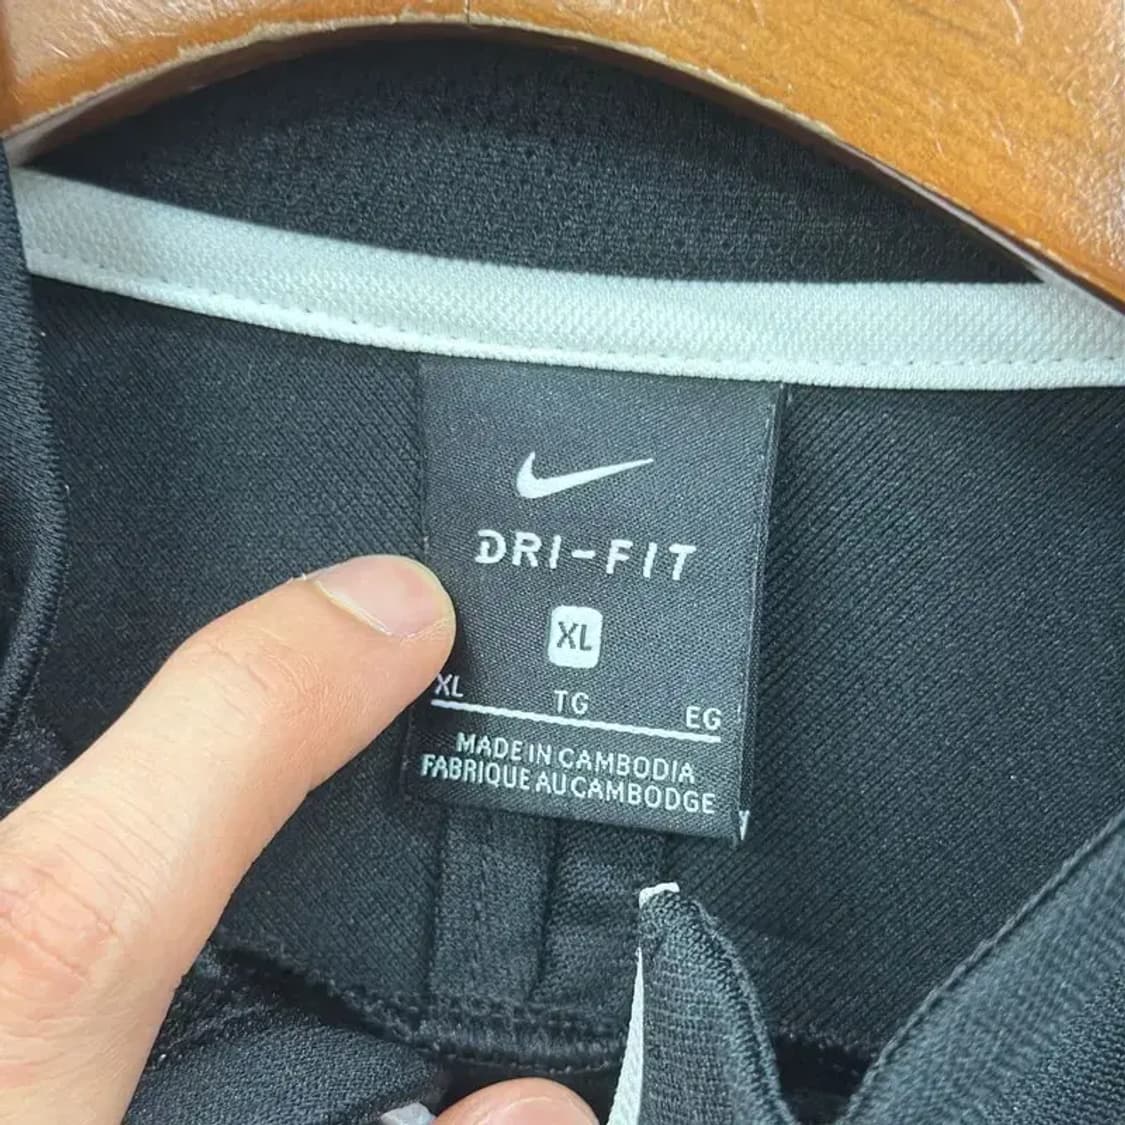 DRI-FIT
XL
XL TG EG
MADE IN CAMBODIA
FABRIQUE AU CAMBODGE